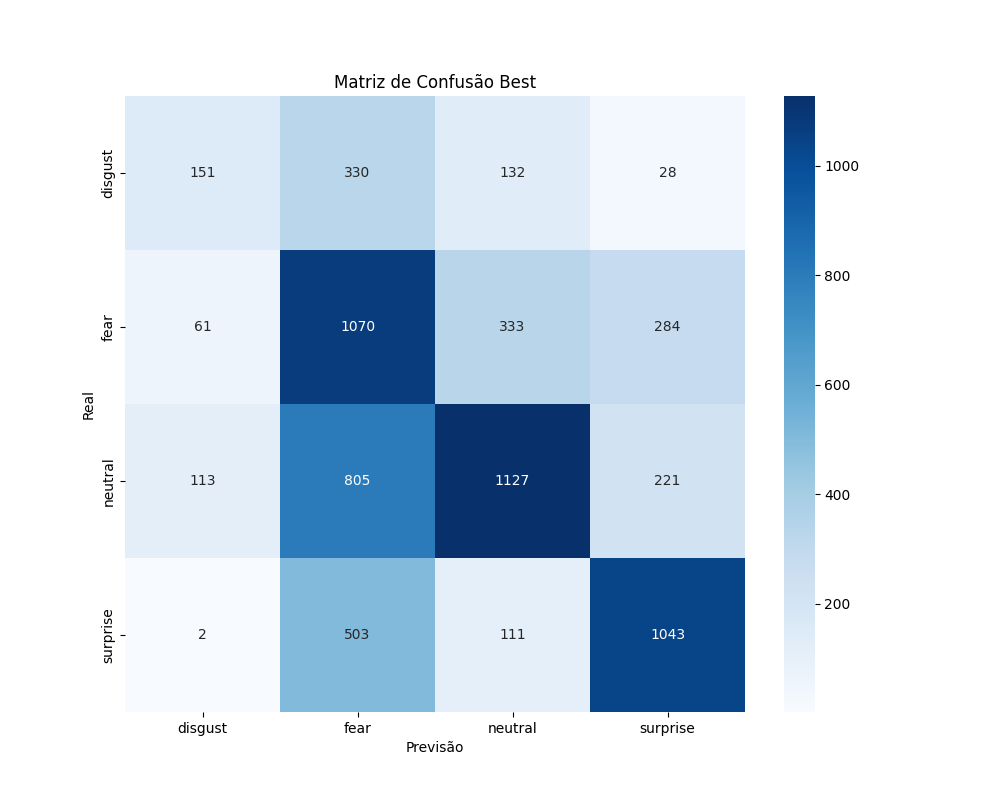 Matriz de Confusão Best
disgust 151 330 132 28
fear 61 1070 333 284
neutral 113 805 1127 221
surprise 2 503 111 1043
disgust fear neutral surprise
Previsão
Real
1000
800
600
400
200